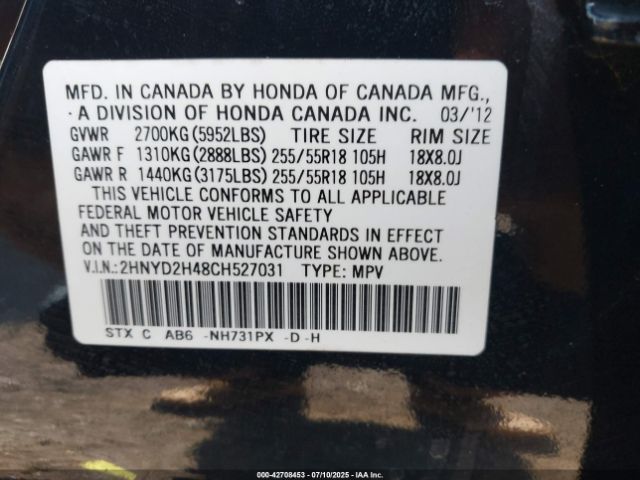 MFD. IN CANADA BY HONDA OF CANADA MFG.,
A DIVISION OF HONDA CANADA INC. 03/'12
GVWR 2700KG(5952LBS) TIRE SIZE RIM SIZE
GAWR F 1310KG(2888LBS) 255/55R18 105H 18X8.0J
GAWR R 1440KG(3175LBS) 255/55R18 105H 18X8.0J
THIS VEHICLE CONFORMS TO ALL APPLICABLE
FEDERAL MOTOR VEHICLE SAFETY
AND THEFT PREVENTION STANDARDS IN EFFECT
ON THE DATE OF MANUFACTURE SHOWN ABOVE.
V.I.N.:2HNYD2H48CH527031 TYPE: MPV
STX C AB6 -NH731PX -D -H
000-42708453 - 07/10/2025 - IAA Inc.